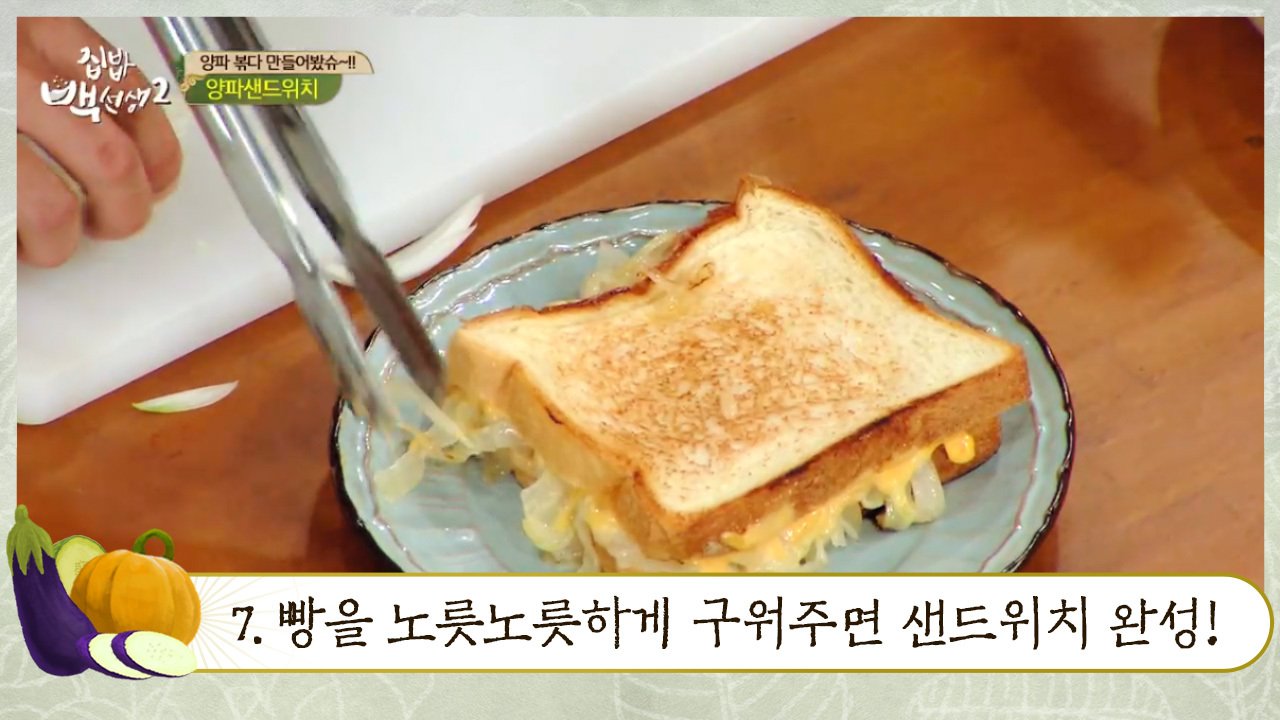 집밥
백선생2
양파 볶다 만들어봤슈~!!
양파샌드위치
7. 빵을 노릇노릇하게 구워주면 샌드위치 완성!